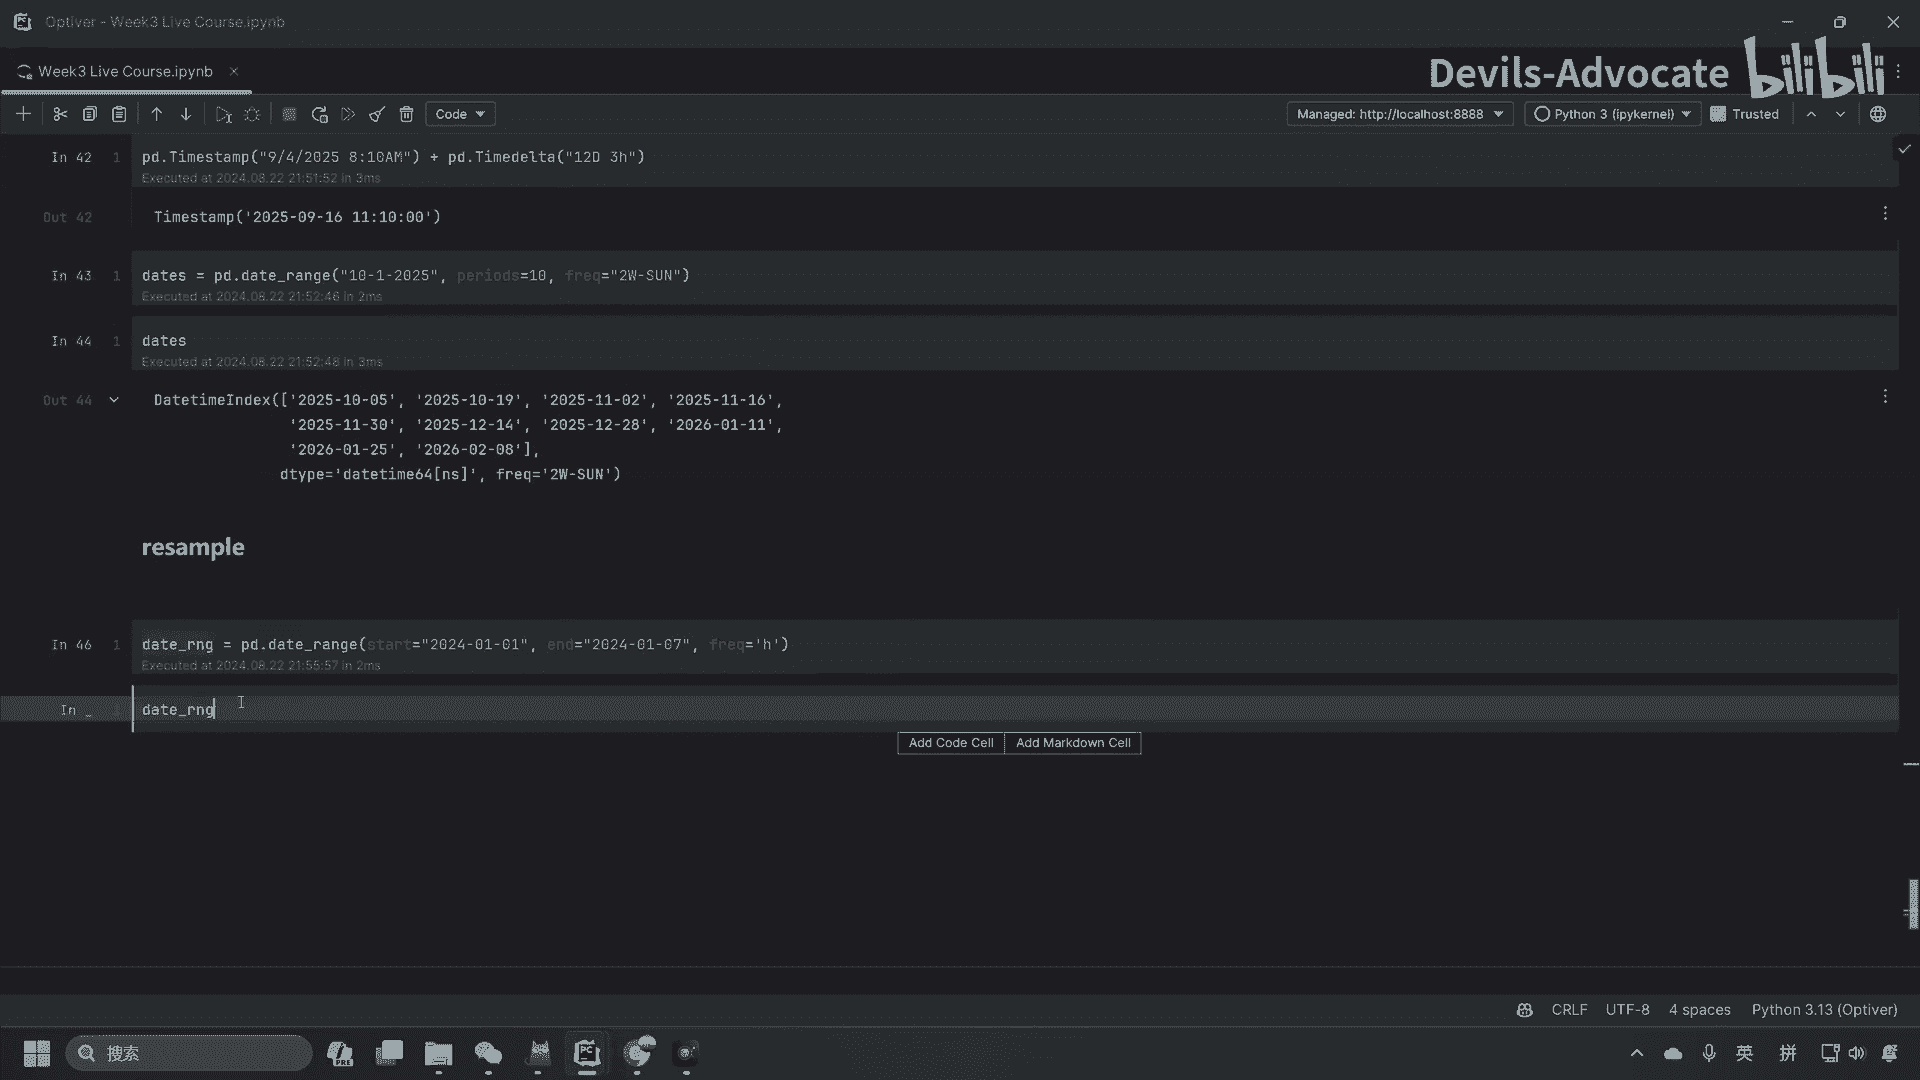 Optiver - Week3 Live Course.ipynb
Week3 Live Course.ipynb
Devils-Advocate bilibili
Code
Managed: http://localhost:8888
Python 3 (ipykernel)
Trusted
In 42 1 pd.Timestamp("9/4/2025 8:10AM") + pd.Timedelta("12D 3h")
Executed at 2024.08.22 21:51:52 in 3ms
Out 42 Timestamp('2025-09-16 11:10:00')
In 43 1 dates = pd.date_range("10-1-2025", periods=10, freq="2W-SUN")
Executed at 2024.08.22 21:52:46 in 2ms
In 44 1 dates
Executed at 2024.08.22 21:52:48 in 3ms
Out 44 DatetimeIndex(['2025-10-05', '2025-10-19', '2025-11-02', '2025-11-16',
'2025-11-30', '2025-12-14', '2025-12-28', '2026-01-11',
'2026-01-25', '2026-02-08'],
dtype='datetime64[ns]', freq='2W-SUN')
resample
In 46 1 date_rng = pd.date_range(start="2024-01-01", end="2024-01-07", freq='h')
Executed at 2024.08.22 21:55:57 in 2ms
In _ 1 date_rng
Add Code Cell Add Markdown Cell
CRLF UTF-8 4 spaces Python 3.13 (Optiver)
搜索
PRE
PC
英
拼